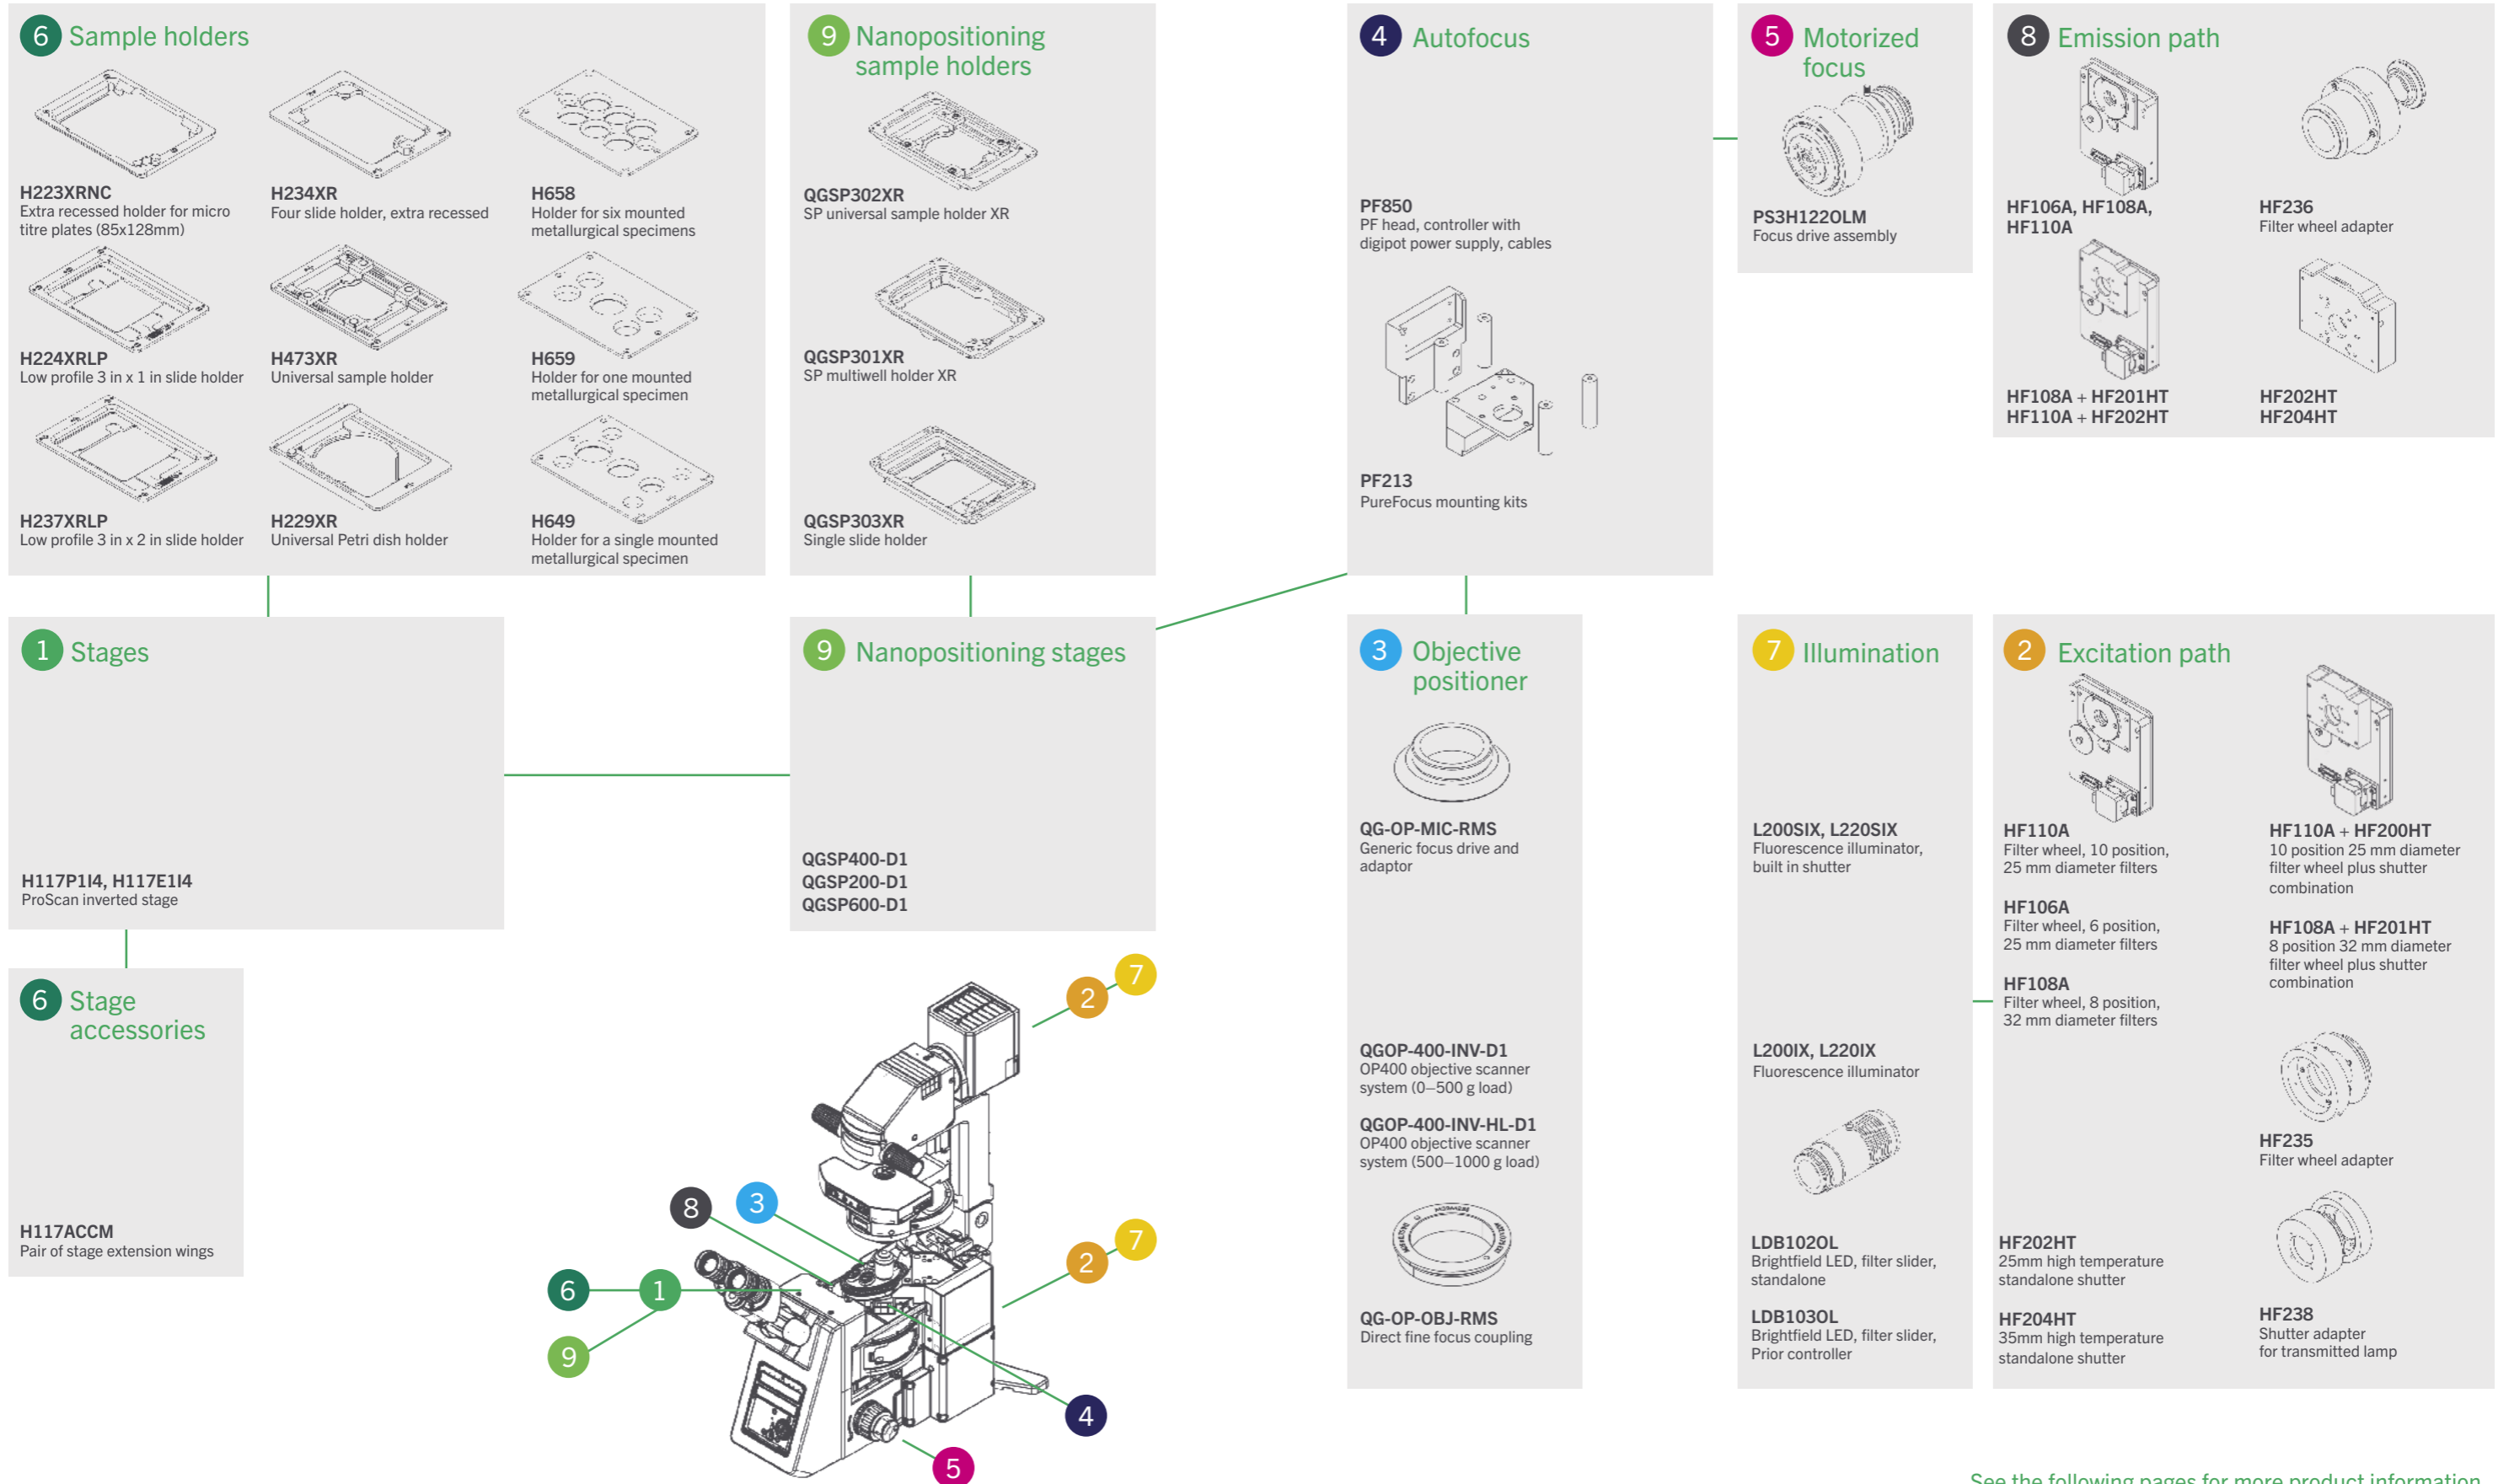 6 Sample holders
H223XRNC
Extra recessed holder for micro
titre plates (85x128mm)
H234XR
Four slide holder, extra recessed
H658
Holder for six mounted
metallurgical specimens
H224XRLP
Low profile 3 in x 1 in slide holder
H473XR
Universal sample holder
H659
Holder for one mounted
metallurgical specimen
H237XRLP
Low profile 3 in x 2 in slide holder
H229XR
Universal Petri dish holder
H649
Holder for a single mounted
metallurgical specimen
9 Nanopositioning
sample holders
QGSP302XR
SP universal sample holder XR
QGSP301XR
SP multiwell holder XR
QGSP303XR
Single slide holder
4 Autofocus
PF850
PF head, controller with
digipot power supply, cables
PF213
PureFocus mounting kits
5 Motorized
focus
PS3H122OLM
Focus drive assembly
8 Emission path
HF106A, HF108A,
HF110A
HF236
Filter wheel adapter
HF108A + HF201HT
HF110A + HF202HT
HF202HT
HF204HT
1 Stages
H117P1I4, H117E1I4
ProScan inverted stage
9 Nanopositioning stages
QGSP400-D1
QGSP200-D1
QGSP600-D1
6 Stage
accessories
H117ACCM
Pair of stage extension wings
3 Objective
positioner
QG-OP-MIC-RMS
Generic focus drive and
adaptor
QGOP-400-INV-D1
OP400 objective scanner
system (0–500 g load)
QGOP-400-INV-HL-D1
OP400 objective scanner
system (500–1000 g load)
QG-OP-OBJ-RMS
Direct fine focus coupling
7 Illumination
L200SIX, L220SIX
Fluorescence illuminator,
built in shutter
L200IX, L220IX
Fluorescence illuminator
LDB102OL
Brightfield LED, filter slider,
standalone
LDB103OL
Brightfield LED, filter slider,
Prior controller
2 Excitation path
HF110A
Filter wheel, 10 position,
25 mm diameter filters
HF106A
Filter wheel, 6 position,
25 mm diameter filters
HF108A
Filter wheel, 8 position,
32 mm diameter filters
HF110A + HF200HT
10 position 25 mm diameter
filter wheel plus shutter
combination
HF108A + HF201HT
8 position 32 mm diameter
filter wheel plus shutter
combination
HF235
Filter wheel adapter
HF202HT
25mm high temperature
standalone shutter
HF204HT
35mm high temperature
standalone shutter
HF238
Shutter adapter
for transmitted lamp
7
2
3
8
7
2
6
1
9
4
5
See the following pages for more product information